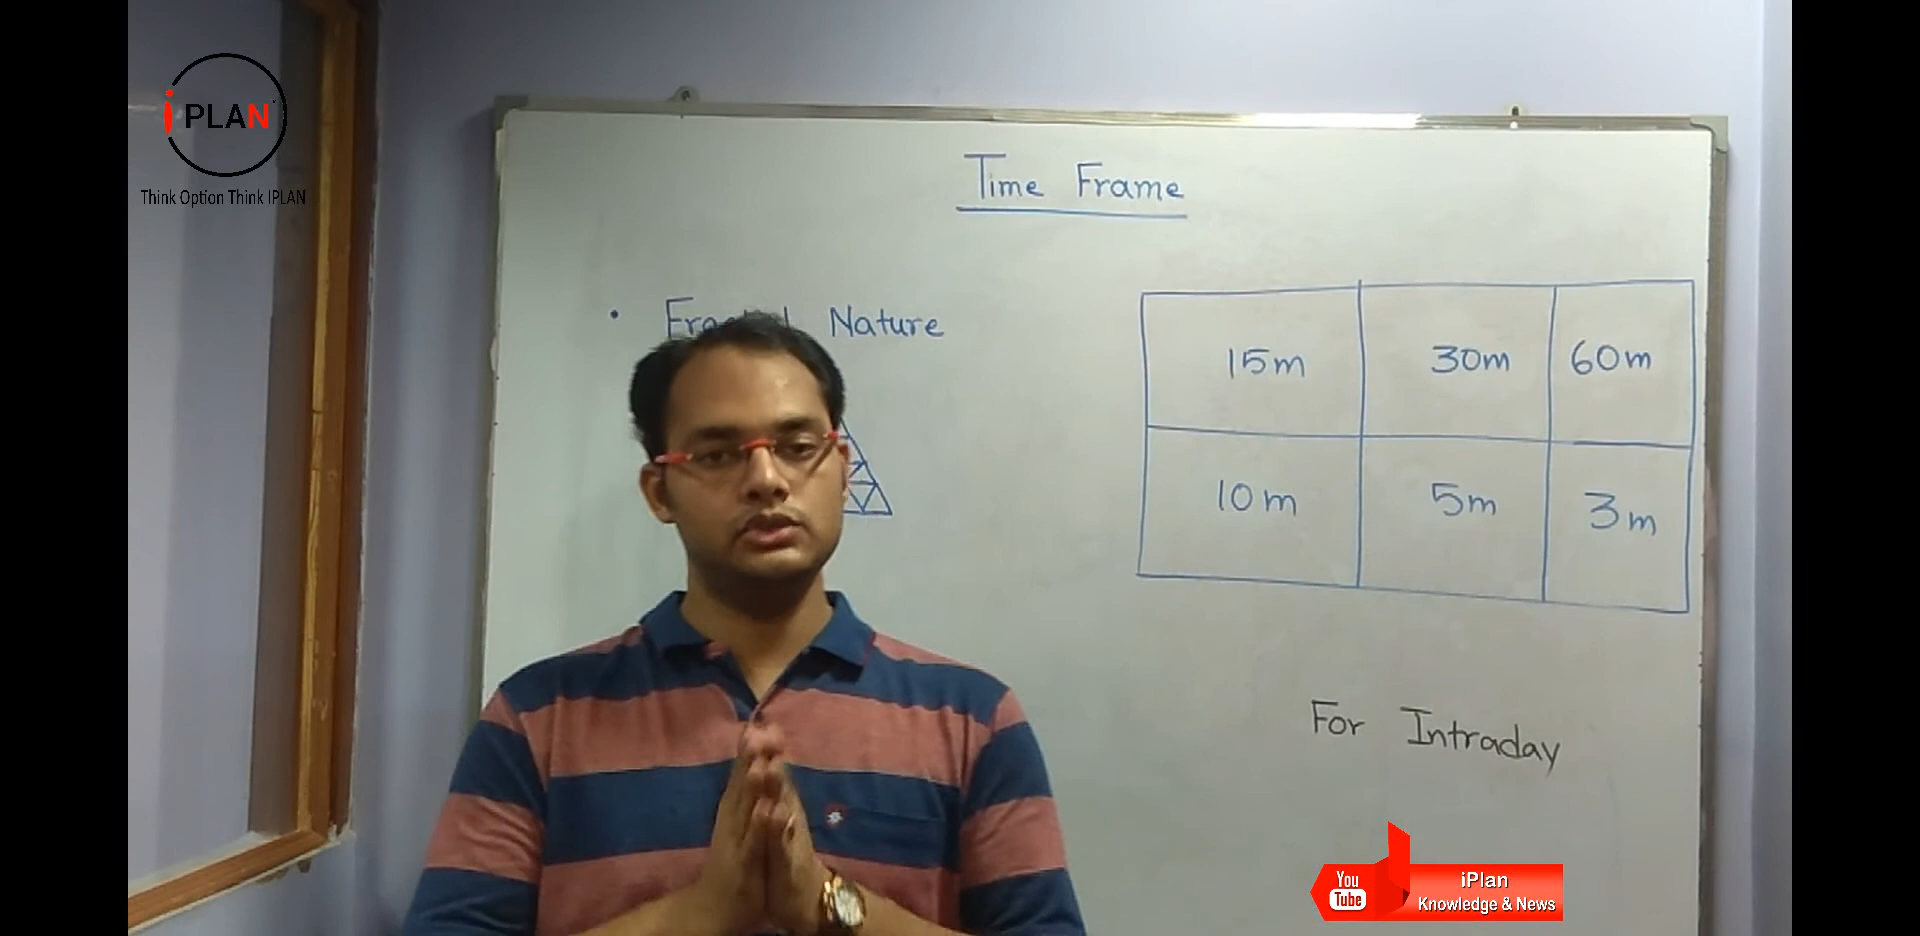 iPLAN
Think Option Think IPLAN
Time Frame
Nature
15m 30m 60m
10m 5m 3m
For Intraday
You
Tube
iPlan
Knowledge & News